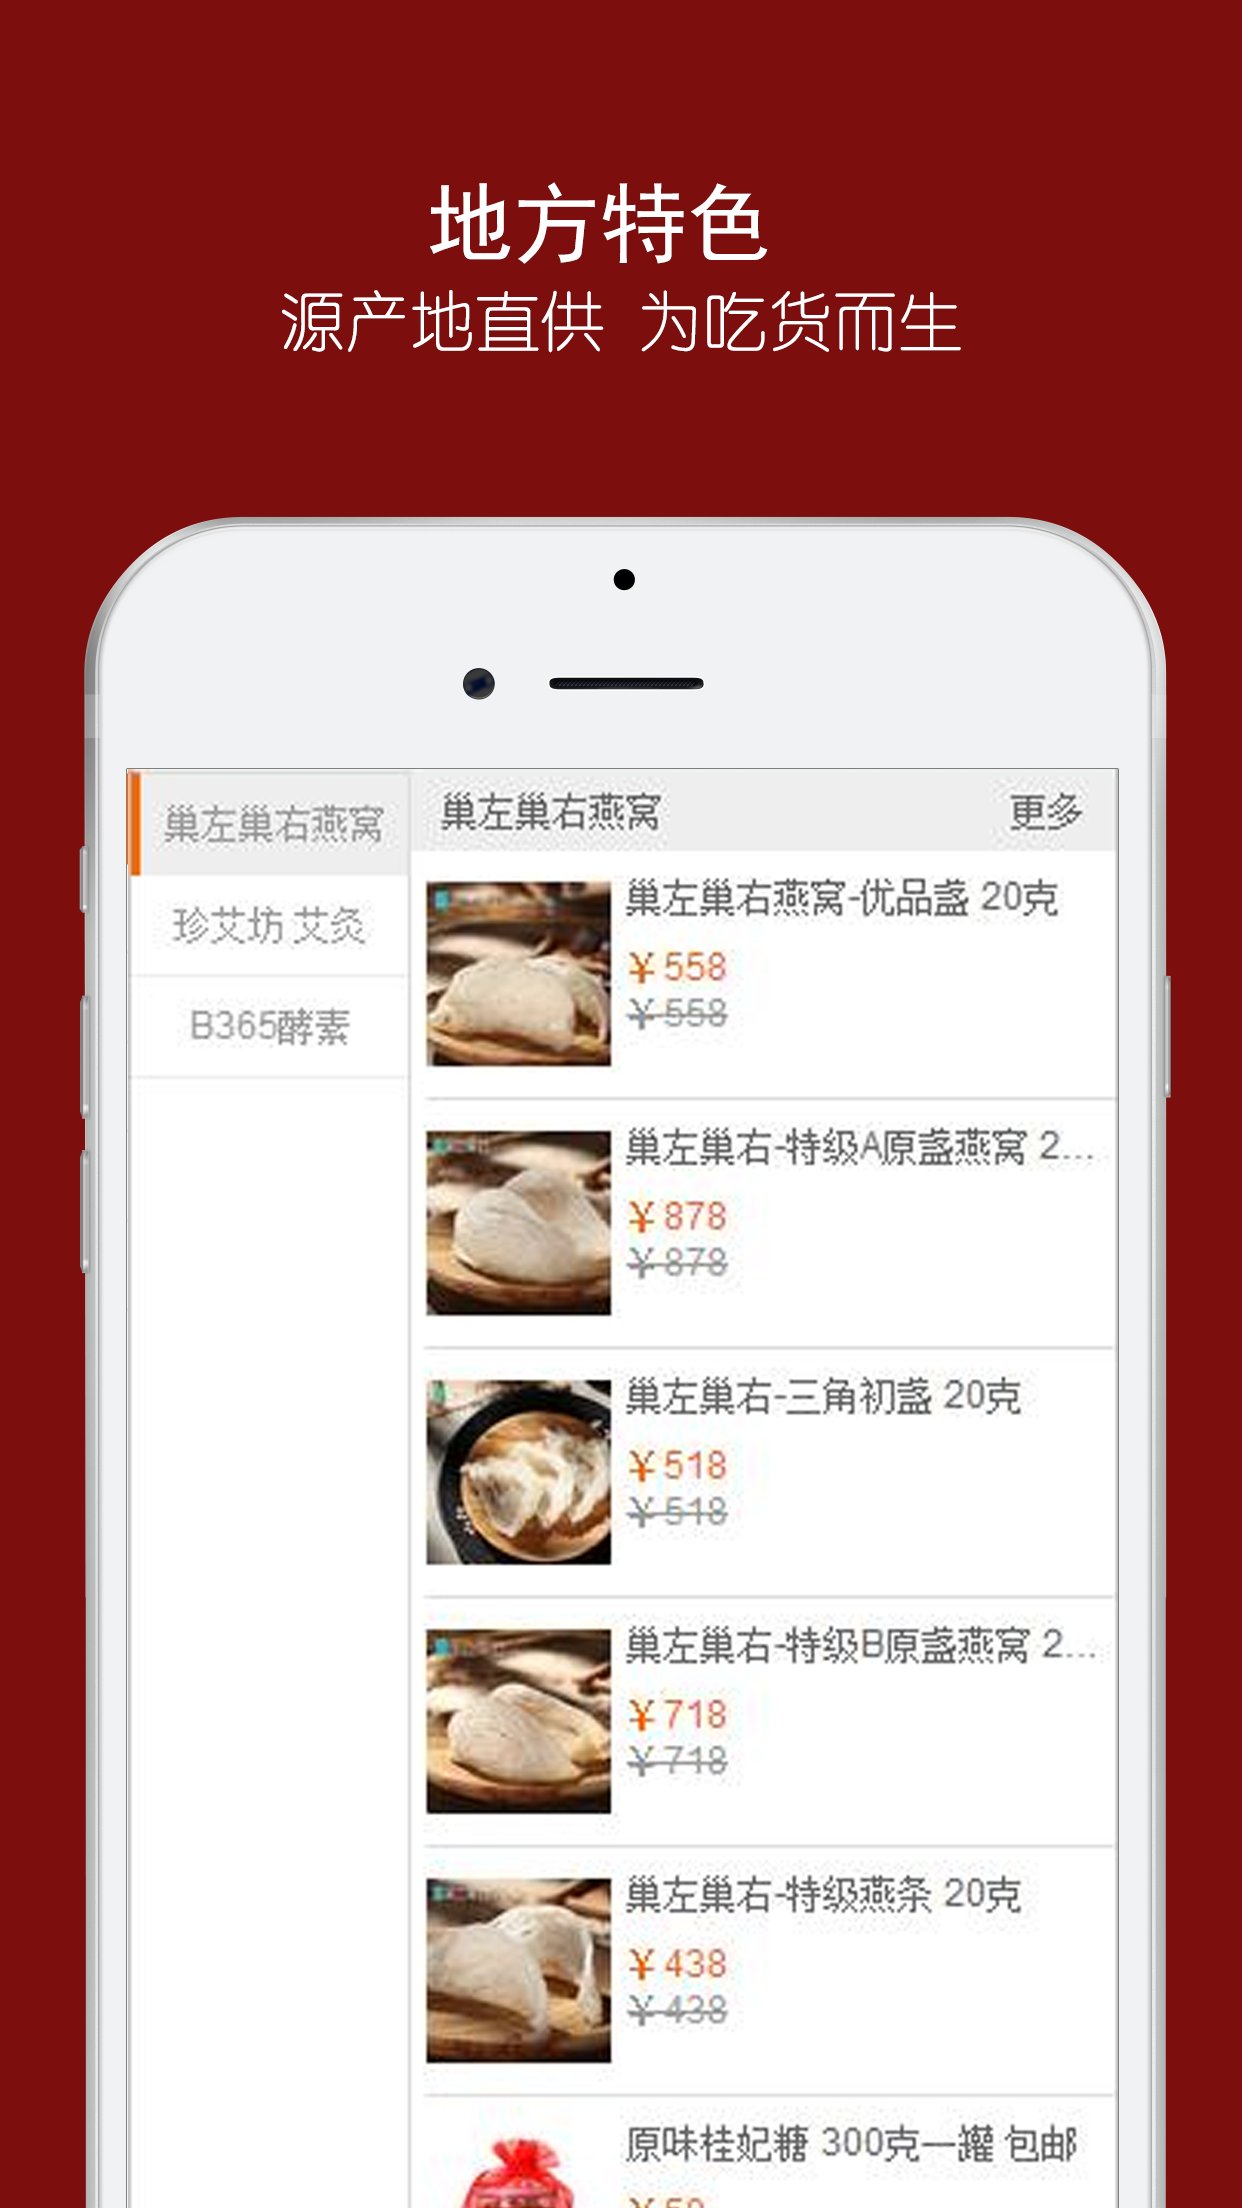 地方特色
源产地直供 为吃货而生
巢左巢右燕窝
珍艾坊 艾灸
B365酵素
巢左巢右燕窝
更多
巢左巢右燕窝-优品盏 20克
¥ 558
¥ 558
巢左巢右-特级A原盏燕窝 2...
¥ 878
¥ 878
巢左巢右-三角初盏 20克
¥ 518
¥ 518
巢左巢右-特级B原盏燕窝 2...
¥ 718
¥ 718
巢左巢右-特级燕条 20克
¥ 438
¥ 438
原味桂妃糖 300克一罐 包邮